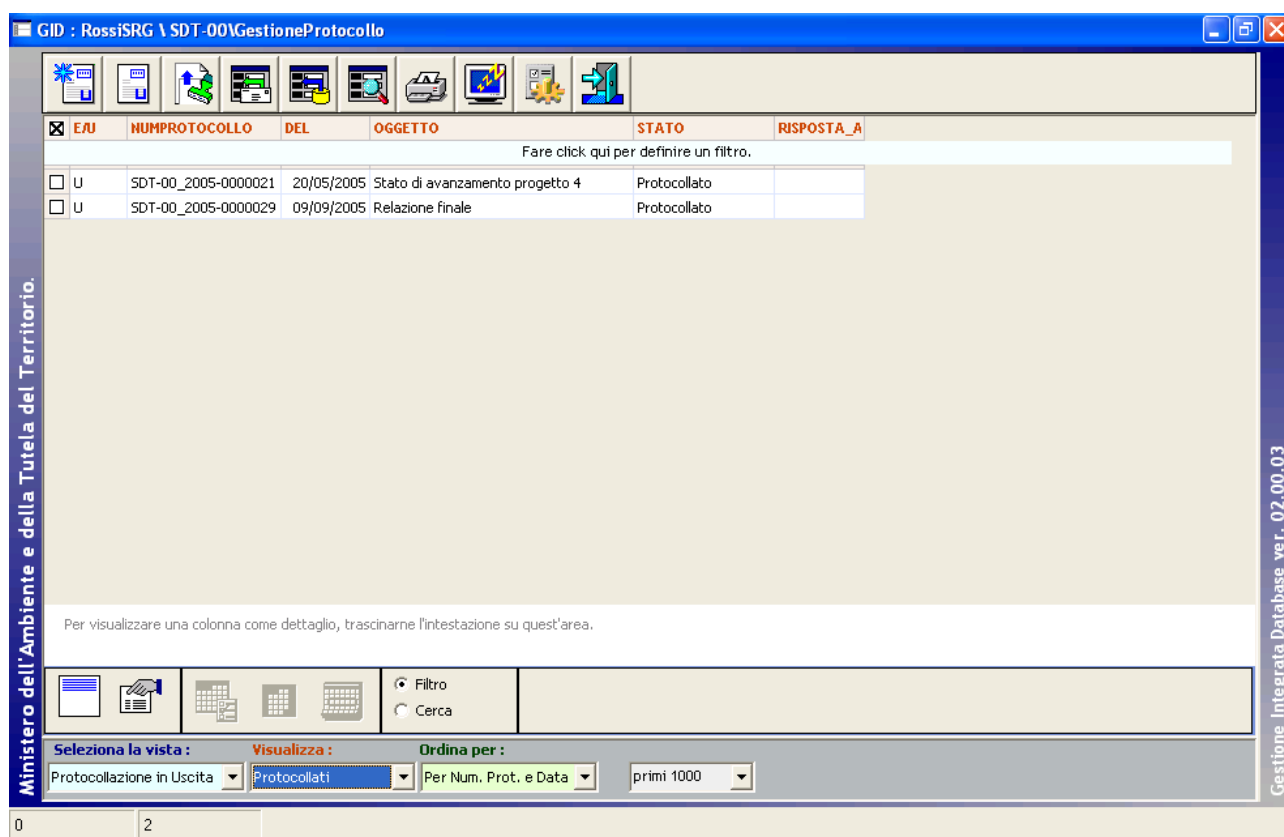 GID : RossiSRG \ SDT-00\GestioneProtocollo
E/U NUMPROTOCOLLO DEL OGGETTO STATO RISPOSTA_A
Fare click qui per definire un filtro.
U SDT-00_2005-0000021 20/05/2005 Stato di avanzamento progetto 4 Protocollato
U SDT-00_2005-0000029 09/09/2005 Relazione finale Protocollato
Per visualizzare una colonna come dettaglio, trascinarne l'intestazione su quest'area.
Filtro
Cerca
Seleziona la vista : Visualizza : Ordina per :
Protocollazione in Uscita Protocollati Per Num. Prot. e Data primi 1000
0 2
Ministero dell'Ambiente e della Tutela del Territorio.
Gestione Integrata Database ver. 02.00.03